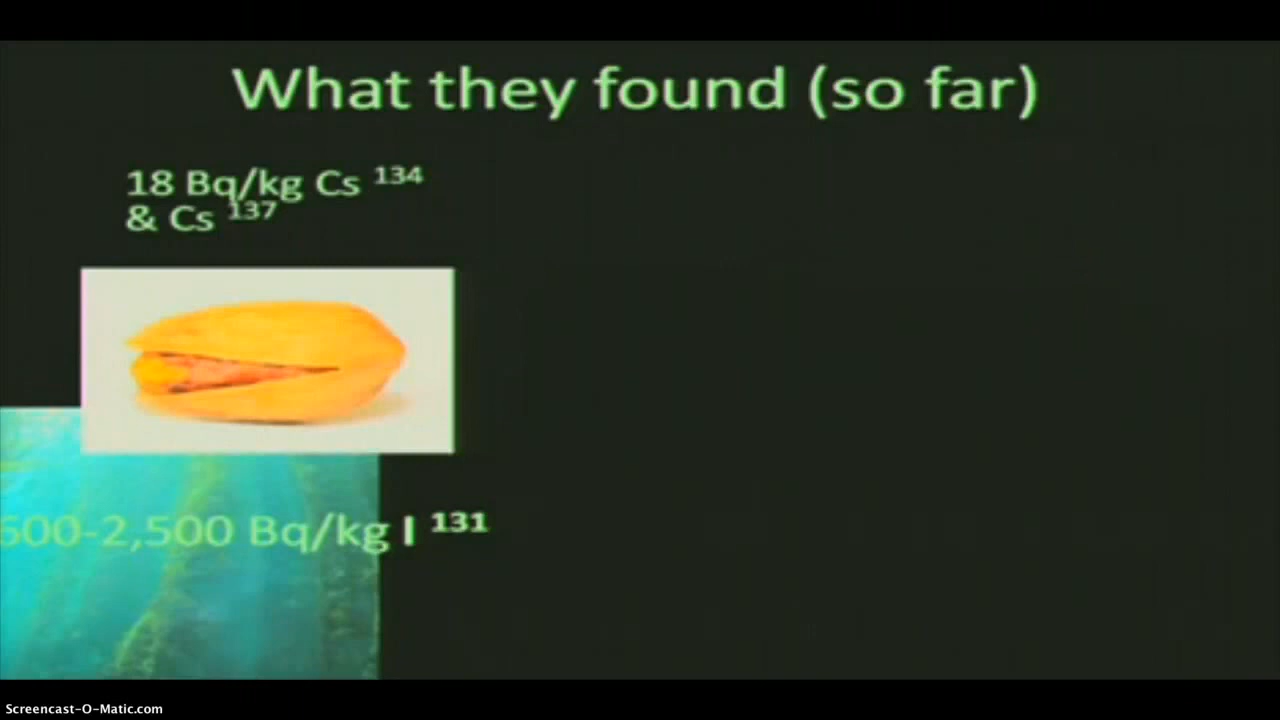 What they found (so far)
18 Bq/kg Cs 134
& Cs 137
600-2,500 Bq/kg I 131
Screencast-O-Matic.com